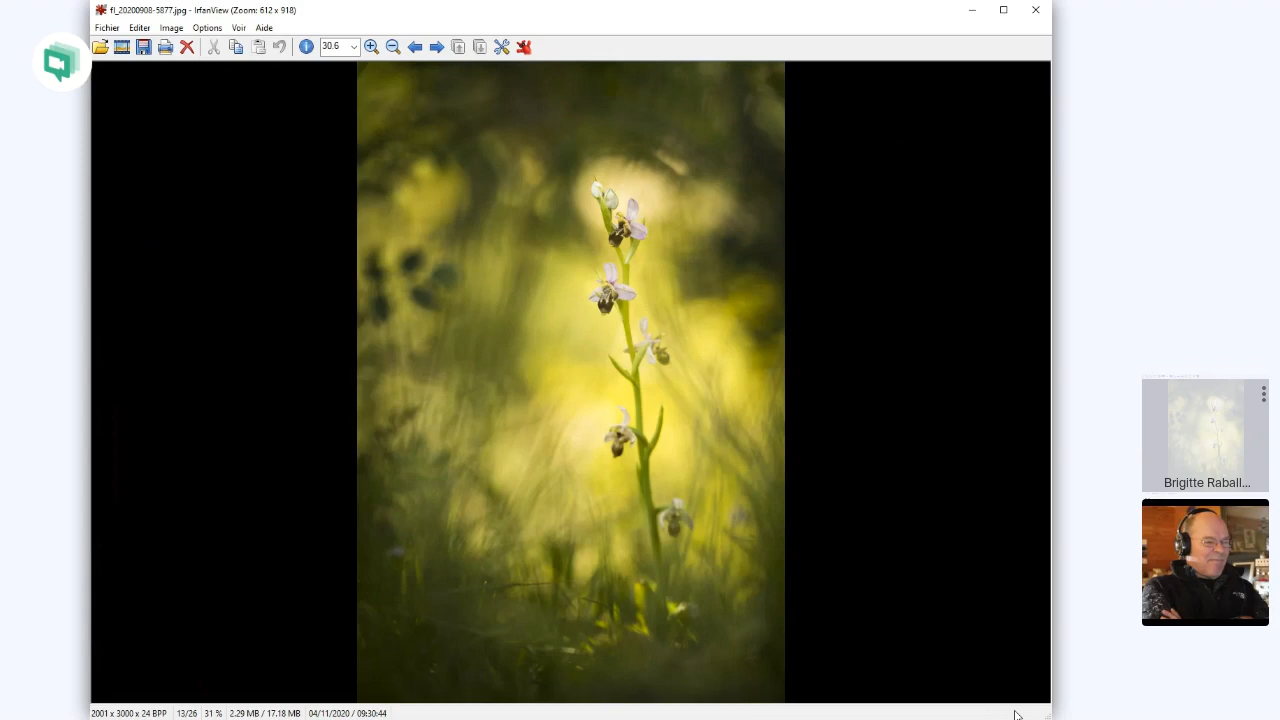 fl_20200908-5877.jpg - IrfanView (Zoom: 612 x 918)
Fichier Editer Image Options Voir Aide
30.6
Brigitte Raball...
2001 x 3000 x 24 BPP 13/26 31 % 2.29 MB / 17.18 MB 04/11/2020 / 09:30:44